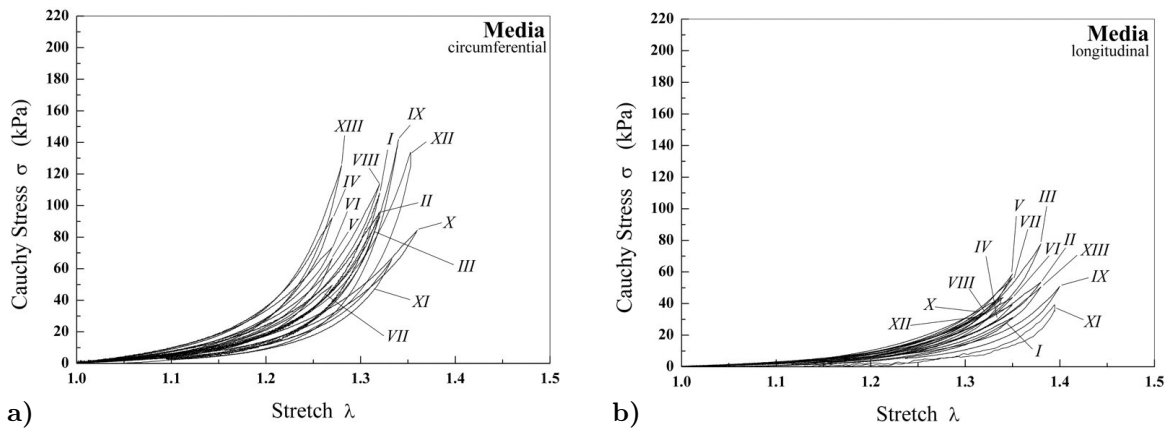 220
200
180
160
140
120
100
80
60
40
20
0
Cauchy Stress σ (kPa)
Media
circumferential
IX
XIII
I
XII
VIII
IV
VI
II
V
X
III
XI
VII
1.0 1.1 1.2 1.3 1.4 1.5
a) Stretch λ
220
200
180
160
140
120
100
80
60
40
20
0
Cauchy Stress σ (kPa)
Media
longitudinal
III
V
VII
II
IV
VI
XIII
VIII
IX
X
XII
XI
I
1.0 1.1 1.2 1.3 1.4 1.5
b) Stretch λ